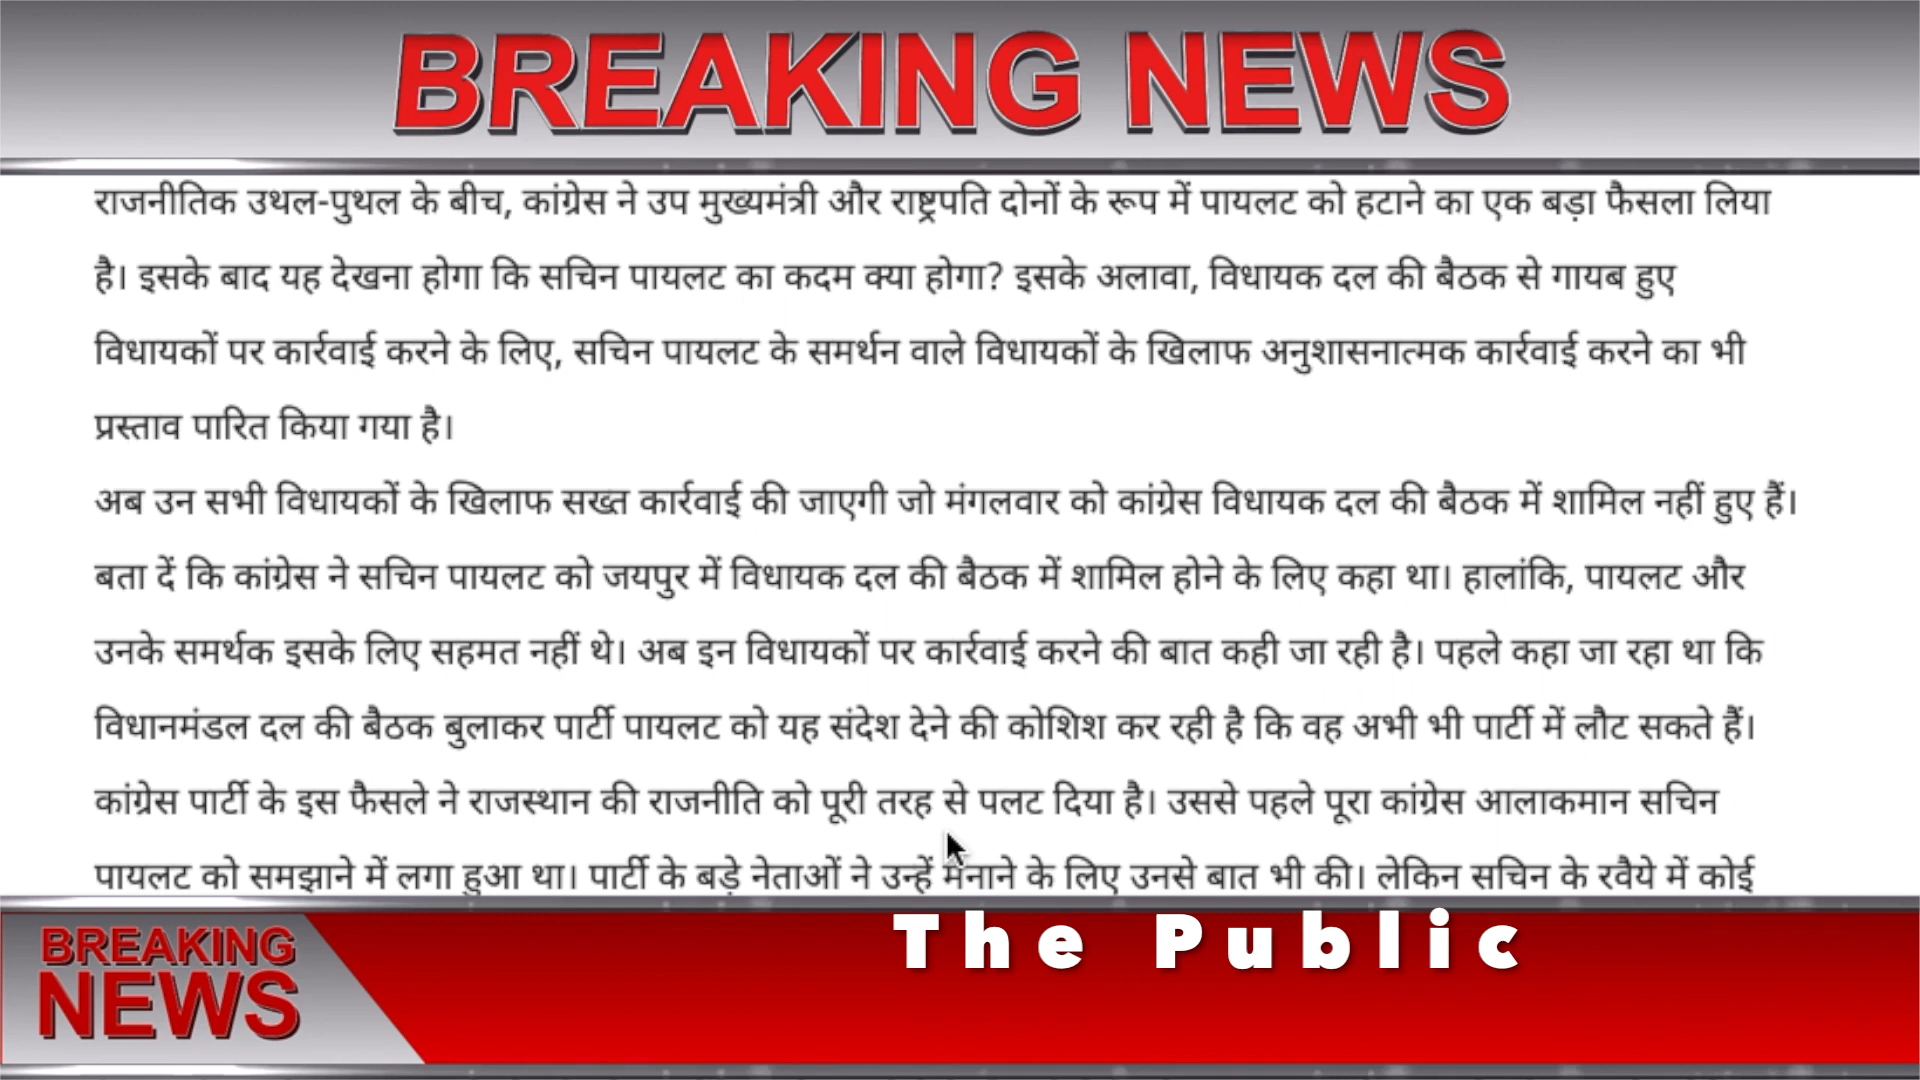 BREAKING NEWS
राजनीतिक उथल-पुथल के बीच, कांग्रेस ने उप मुख्यमंत्री और राष्ट्रपति दोनों के रूप में पायलट को हटाने का एक बड़ा फैसला लिया
है। इसके बाद यह देखना होगा कि सचिन पायलट का कदम क्या होगा? इसके अलावा, विधायक दल की बैठक से गायब हुए
विधायकों पर कार्रवाई करने के लिए, सचिन पायलट के समर्थन वाले विधायकों के खिलाफ अनुशासनात्मक कार्रवाई करने का भी
प्रस्ताव पारित किया गया है।
अब उन सभी विधायकों के खिलाफ सख्त कार्रवाई की जाएगी जो मंगलवार को कांग्रेस विधायक दल की बैठक में शामिल नहीं हुए हैं।
बता दें कि कांग्रेस ने सचिन पायलट को जयपुर में विधायक दल की बैठक में शामिल होने के लिए कहा था। हालांकि, पायलट और
उनके समर्थक इसके लिए सहमत नहीं थे। अब इन विधायकों पर कार्रवाई करने की बात कही जा रही है। पहले कहा जा रहा था कि
विधानमंडल दल की बैठक बुलाकर पार्टी पायलट को यह संदेश देने की कोशिश कर रही है कि वह अभी भी पार्टी में लौट सकते हैं।
कांग्रेस पार्टी के इस फैसले ने राजस्थान की राजनीति को पूरी तरह से पलट दिया है। उससे पहले पूरा कांग्रेस आलाकमान सचिन
पायलट को समझाने में लगा हुआ था। पार्टी के बड़े नेताओं ने उन्हें मनाने के लिए उनसे बात भी की। लेकिन सचिन के रवैये में कोई
The Public
BREAKING
NEWS